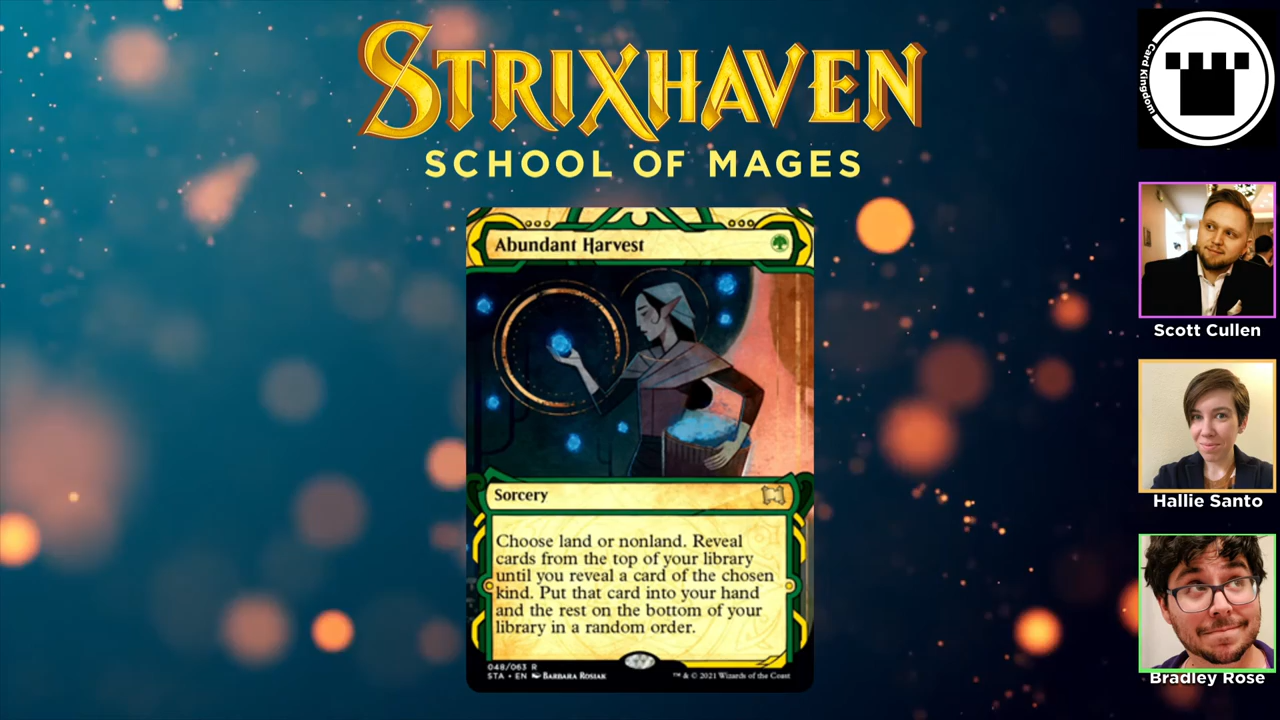 STRIXHAVEN
SCHOOL OF MAGES
Card Kingdom
Abundant Harvest
Scott Cullen
Hallie Santo
Sorcery
Choose land or nonland. Reveal
cards from the top of your library
until you reveal a card of the chosen
kind. Put that card into your hand
and the rest on the bottom of your
library in a random order.
048/063 R
STA • EN BARBARA ROSIAK
™ & © 2021 Wizards of the Coast
Bradley Rose